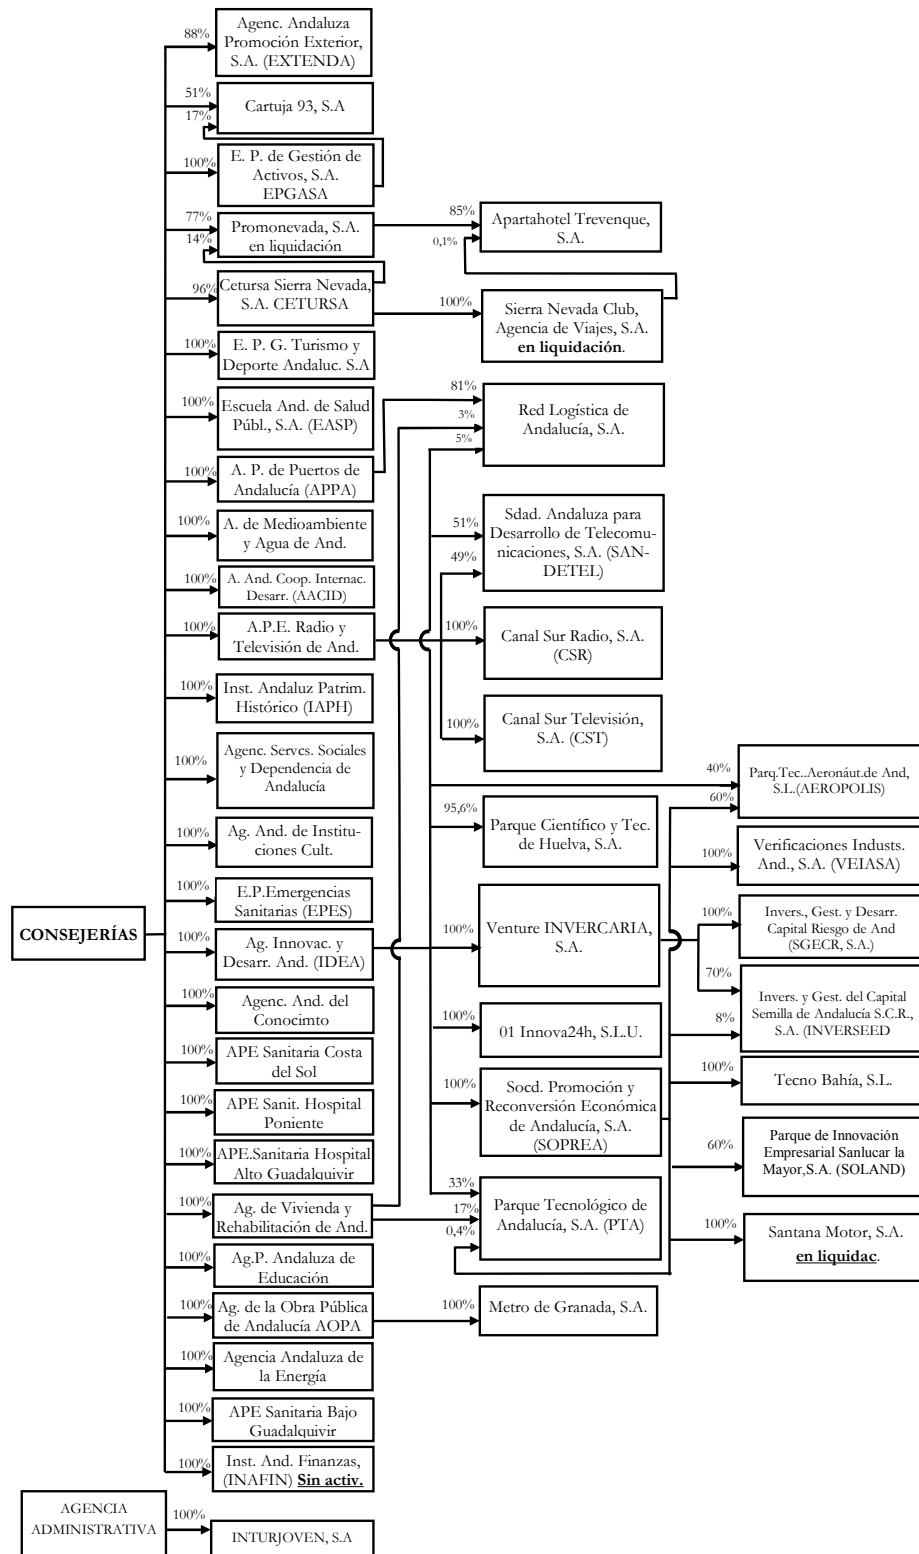 88%
Agenc. Andaluza
Promoción Exterior,
S.A. (EXTENDA)
51%
17%
Cartuja 93, S.A
100%
E. P. de Gestión de
Activos, S.A.
EPGASA
77%
14%
Promonevada, S.A.
en liquidación
85%
0,1%
Apartahotel Trevenque,
S.A.
96%
Cetursa Sierra Nevada,
S.A. CETURSA
100%
Sierra Nevada Club,
Agencia de Viajes, S.A.
en liquidación.
100%
E. P. G. Turismo y
Deporte Andaluc. S.A
100%
Escuela And. de Salud
Públ., S.A. (EASP)
81%
3%
5%
Red Logística de
Andalucía, S.A.
100%
A. P. de Puertos de
Andalucía (APPA)
100%
A. de Medioambiente
y Agua de And.
51%
49%
Sdad. Andaluza para
Desarrollo de Telecomu-
nicaciones, S.A. (SAN-
DETEL)
100%
A. And. Coop. Internac.
Desarr. (AACID)
100%
A.P.E. Radio y
Televisión de And.
100%
Canal Sur Radio, S.A.
(CSR)
100%
Inst. Andaluz Patrim.
Histórico (IAPH)
100%
Canal Sur Televisión,
S.A. (CST)
100%
Agenc. Servcs. Sociales
y Dependencia de
Andalucía
40%
60%
Parq.Tec..Aeronáut.de And,
S.L.(AEROPOLIS)
100%
Ag. And. de Institu-
ciones Cult.
95,6%
Parque Científico y Tec.
de Huelva, S.A.
100%
Verificaciones Industs.
And., S.A. (VEIASA)
100%
E.P.Emergencias
Sanitarias (EPES)
CONSEJERÍAS
100%
Ag. Innovac. y
Desarr. And. (IDEA)
100%
Venture INVERCARIA,
S.A.
100%
Invers., Gest. y Desarr.
Capital Riesgo de And
(SGECR, S.A.)
70%
8%
Invers. y Gest. del Capital
Semilla de Andalucía S.C.R.,
S.A. (INVERSEED
100%
Agenc. And. del
Conocimto
100%
01 Innova24h, S.L.U.
100%
APE Sanitaria Costa
del Sol
100%
Tecno Bahía, S.L.
100%
APE Sanit. Hospital
Poniente
100%
Socd. Promoción y
Reconversión Económica
de Andalucía, S.A.
(SOPREA)
100%
APE.Sanitaria Hospital
Alto Guadalquivir
60%
Parque de Innovación
Empresarial Sanlucar la
Mayor,S.A. (SOLAND)
100%
Ag. de Vivienda y
Rehabilitación de And.
33%
17%
0,4%
Parque Tecnológico de
Andalucía, S.A. (PTA)
100%
Santana Motor, S.A.
en liquidac.
100%
Ag.P. Andaluza de
Educación
100%
Ag. de la Obra Pública
de Andalucía AOPA
100%
Metro de Granada, S.A.
100%
Agencia Andaluza de
la Energía
100%
APE Sanitaria Bajo
Guadalquivir
100%
Inst. And. Finanzas,
(INAFIN) Sin activ.
AGENCIA
ADMINISTRATIVA
100%
INTURJOVEN, S.A